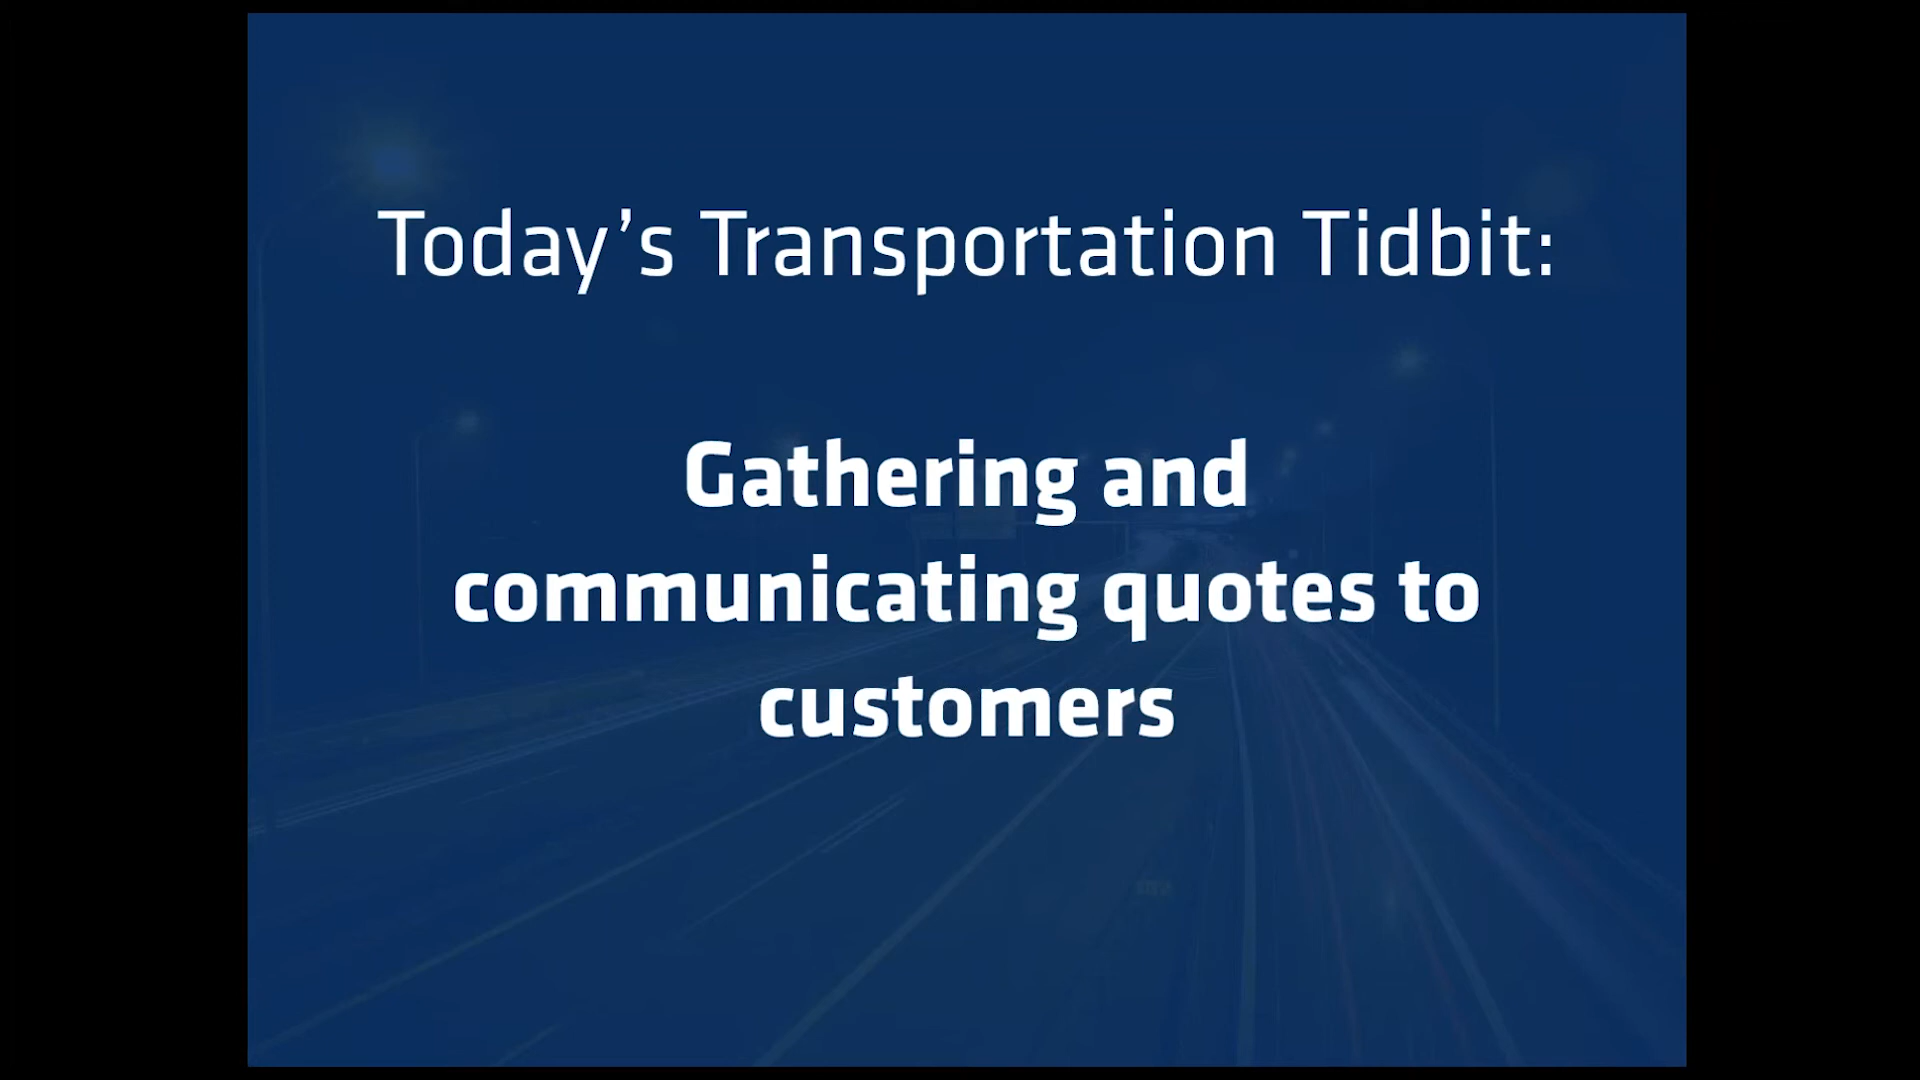 Today’s Transportation Tidbit:
Gathering and
communicating quotes to
customers